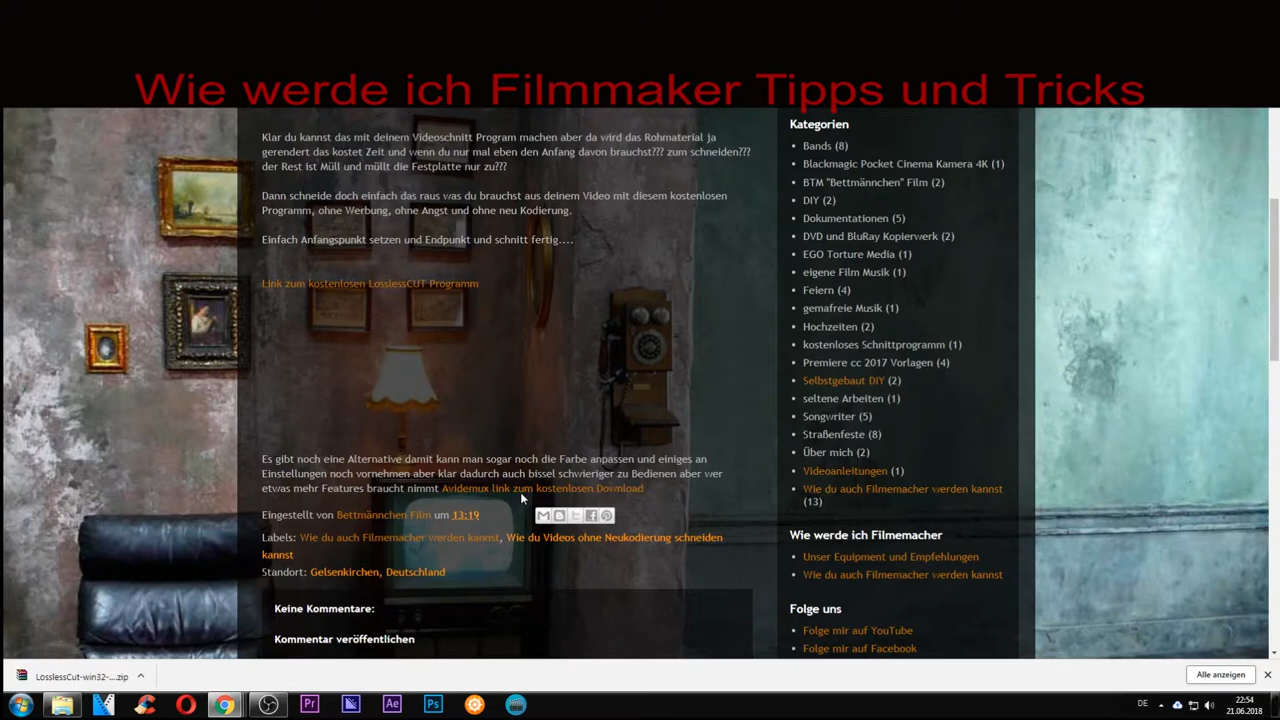 Wie werde ich Filmmaker Tipps und Tricks
Klar du kannst das mit deinem Videoschnitt Program machen aber da wird das Rohmaterial ja
gerendert das kostet Zeit und wenn du nur mal eben den Anfang davon brauchst??? zum schneiden???
der Rest ist Müll und müllt die Festplatte nur zu???
Dann schneide doch einfach das raus was du brauchst aus deinem Video mit diesem kostenlosen
Programm, ohne Werbung, ohne Angst und ohne neu Kodierung.
Einfach Anfangspunkt setzen und Endpunkt und schnitt fertig....
Link zum kostenlosen LosslessCUT Programm
Es gibt noch eine Alternative damit kann man sogar noch die Farbe anpassen und einiges an
Einstellungen noch vornehmen aber klar dadurch auch bissel schwieriger zu Bedienen aber wer
etwas mehr Features braucht nimmt Avidemux link zum kostenlosen Download
Eingestellt von Bettmännchen Film um 13:19
Labels: Wie du auch Filmemacher werden kannst, Wie du Videos ohne Neukodierung schneiden
kannst
Standort: Gelsenkirchen, Deutschland
Keine Kommentare:
Kommentar veröffentlichen
Kategorien
Bands (8)
Blackmagic Pocket Cinema Kamera 4K (1)
BTM "Bettmännchen" Film (2)
DIY (2)
Dokumentationen (5)
DVD und BluRay Kopierwerk (2)
EGO Torture Media (1)
eigene Film Musik (1)
Feiern (4)
gemafreie Musik (1)
Hochzeiten (2)
kostenloses Schnittprogramm (1)
Premiere cc 2017 Vorlagen (4)
Selbstgebaut DIY (2)
seltene Arbeiten (1)
Songwriter (5)
Straßenfeste (8)
Über mich (2)
Videoanleitungen (1)
Wie du auch Filmemacher werden kannst
(13)
Wie werde ich Filmemacher
Unser Equipment und Empfehlungen
Wie du auch Filmemacher werden kannst
Folge uns
Folge mir auf YouTube
Folge mir auf Facebook
LosslessCut-win32-....zip
Alle anzeigen
Pr
Ae
Ps
DE
22:54
21.06.2018